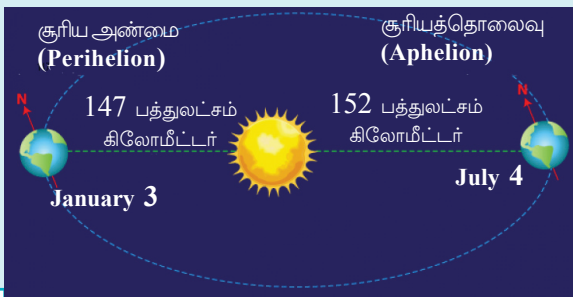 சூரிய அண்மை
(Perihelion)
சூரியத்தொலைவு
(Aphelion)
N
147 பத்துலட்சம்
கிலோமீட்டர்
152 பத்துலட்சம்
கிலோமீட்டர்
N
January 3
July 4